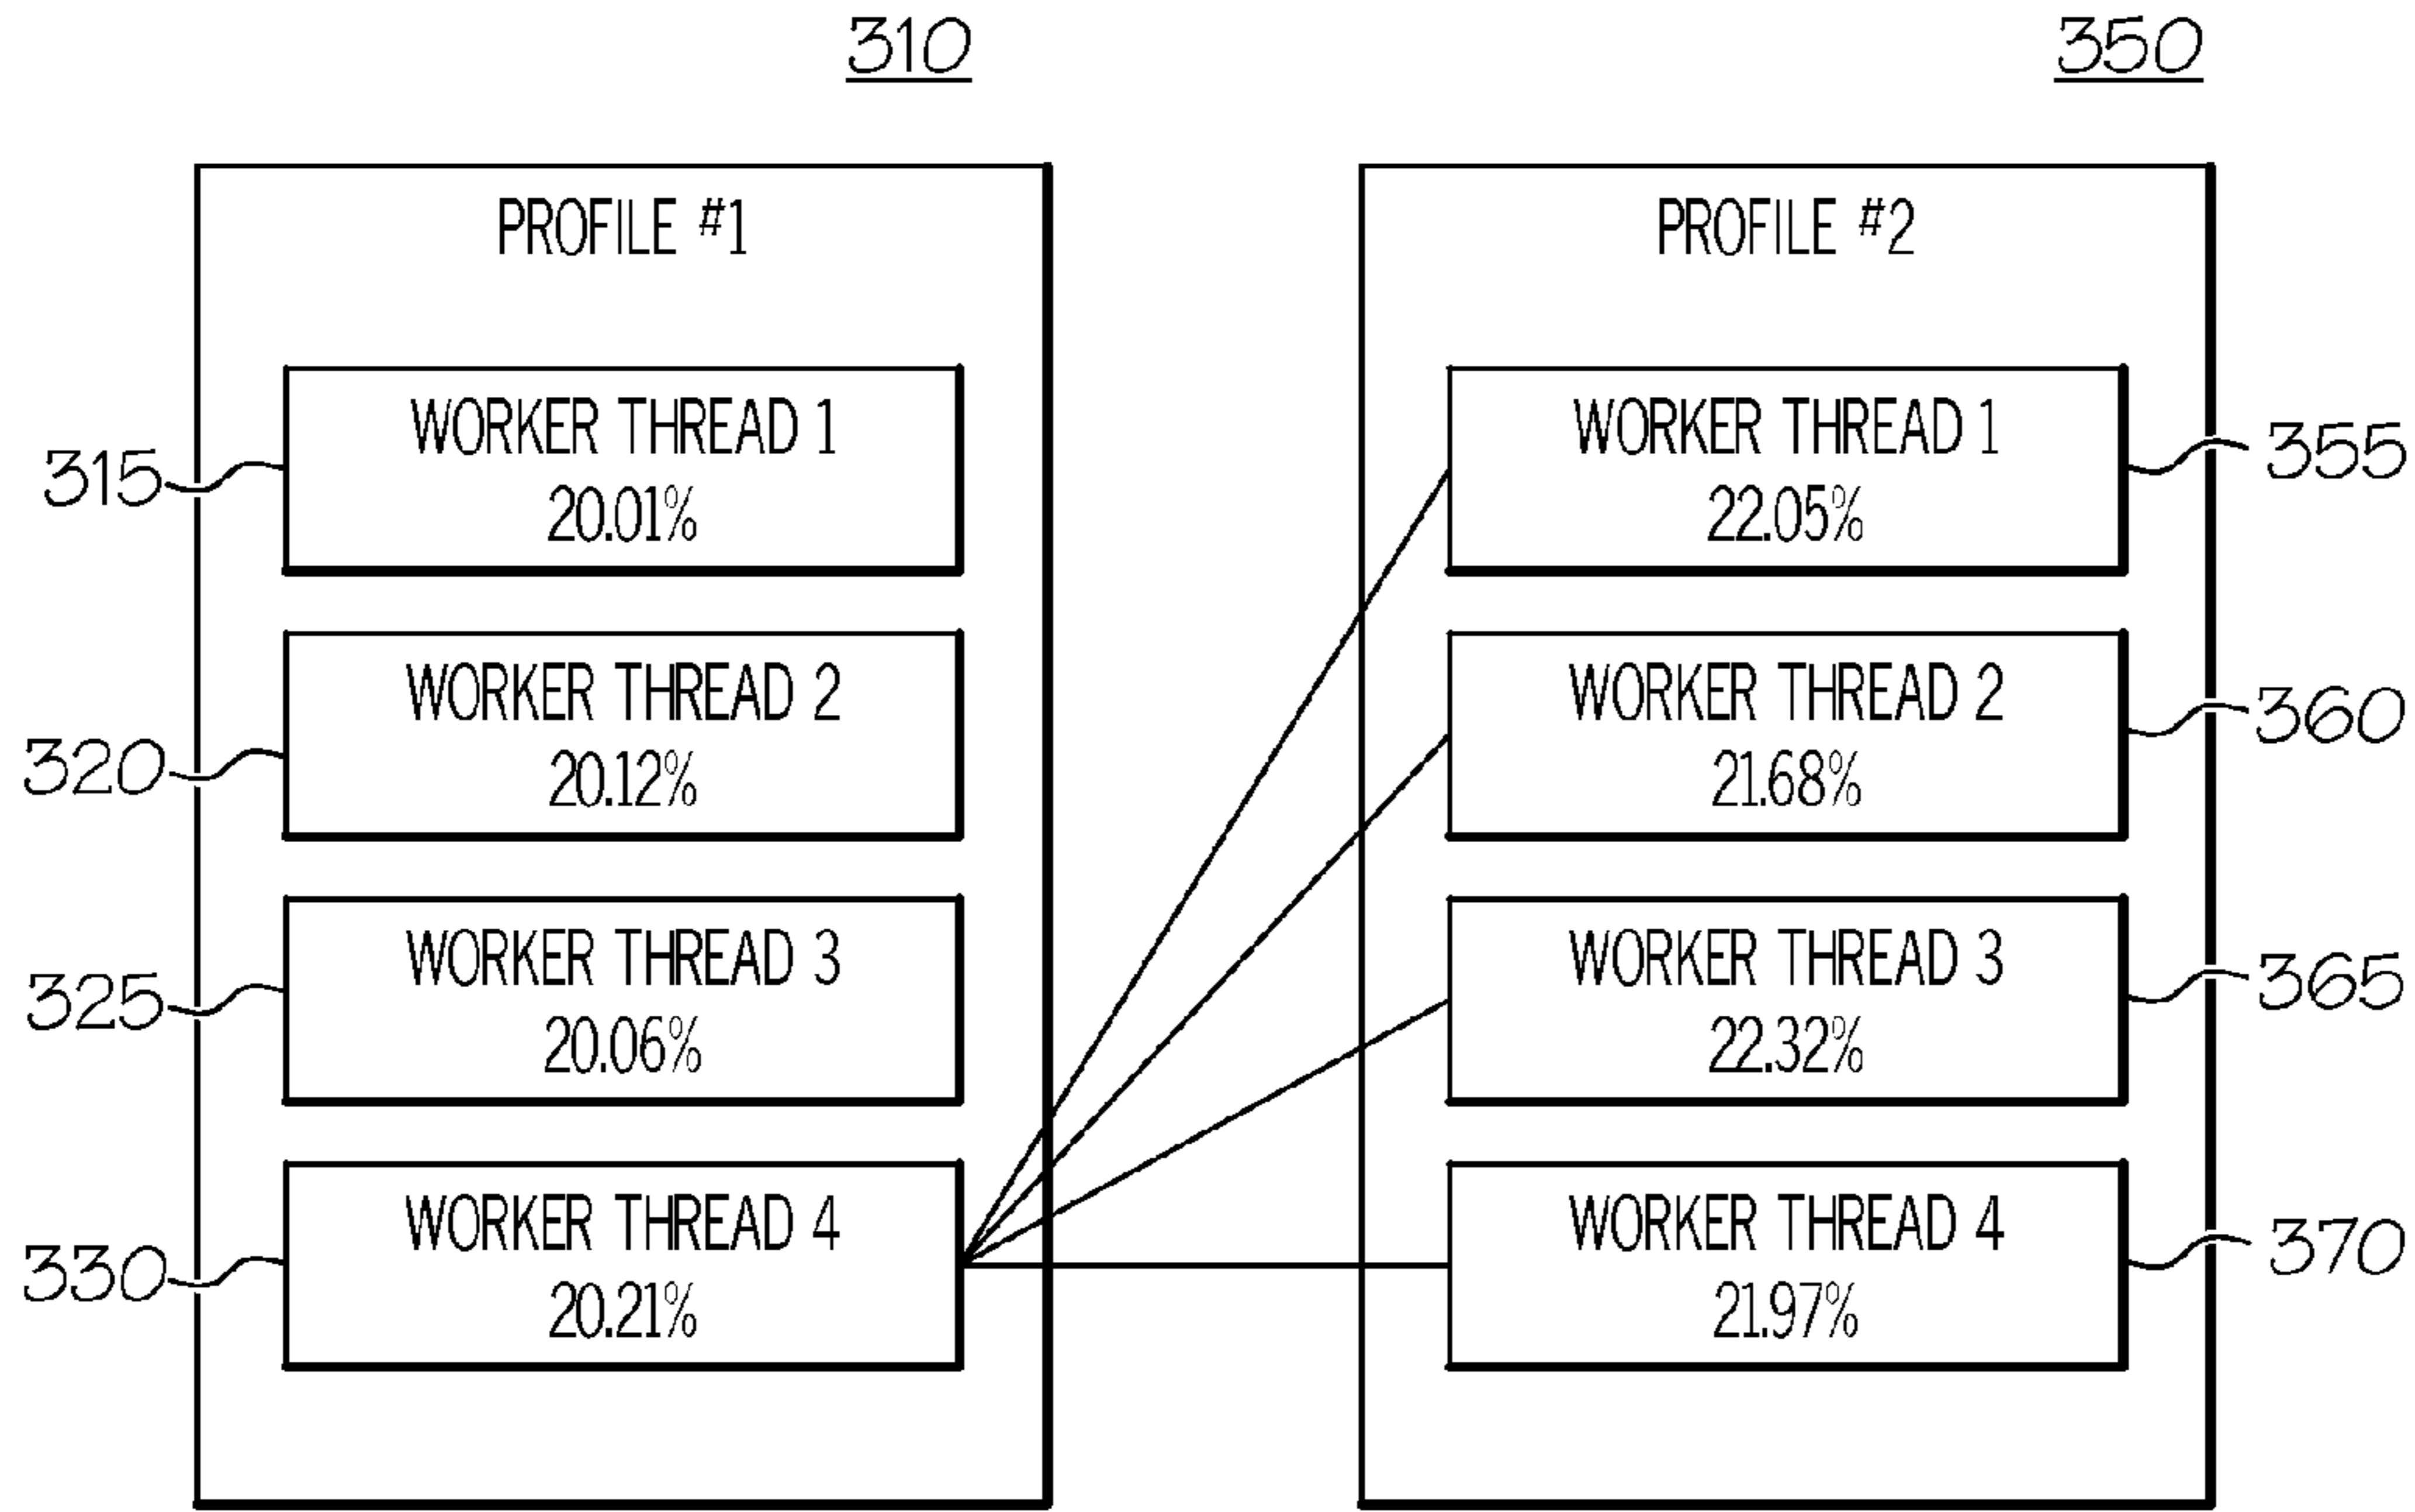 310
350
PROFILE #1
WORKER THREAD 1
20.01%
315
WORKER THREAD 2
20.12%
320
WORKER THREAD 3
20.06%
325
WORKER THREAD 4
20.21%
330
PROFILE #2
WORKER THREAD 1
22.05%
355
WORKER THREAD 2
21.68%
360
WORKER THREAD 3
22.32%
365
WORKER THREAD 4
21.97%
370